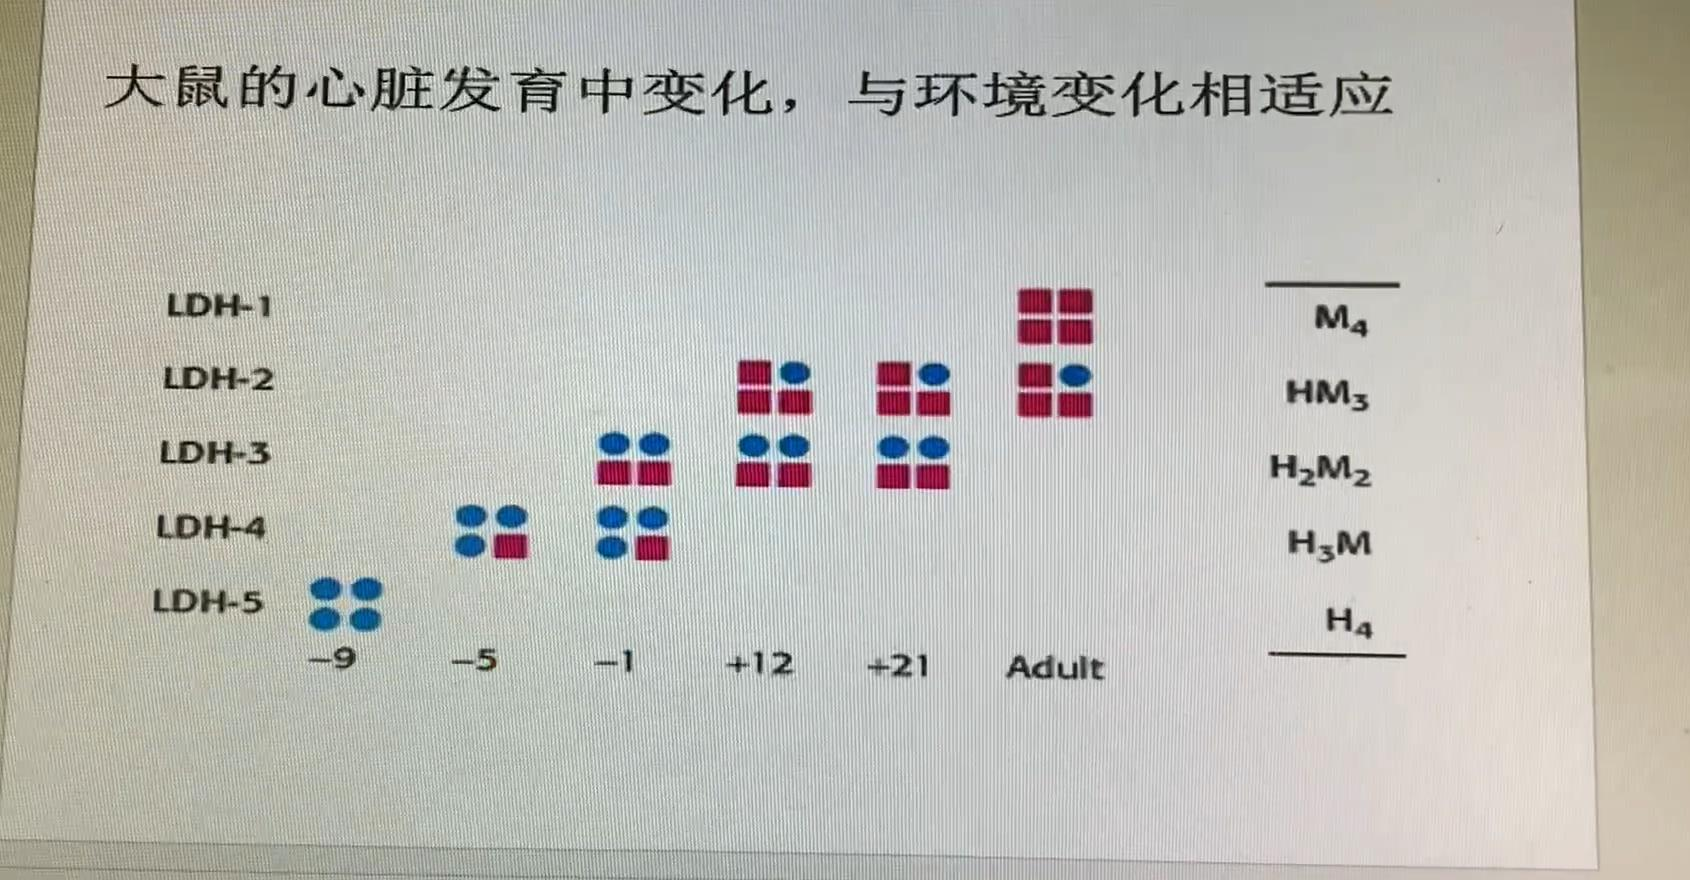 大鼠的心脏发育中变化，与环境变化相适应
LDH-1 M₄
LDH-2 HM₃
LDH-3 H₂M₂
LDH-4 H₃M
LDH-5 H₄
−9 −5 −1 +12 +21 Adult